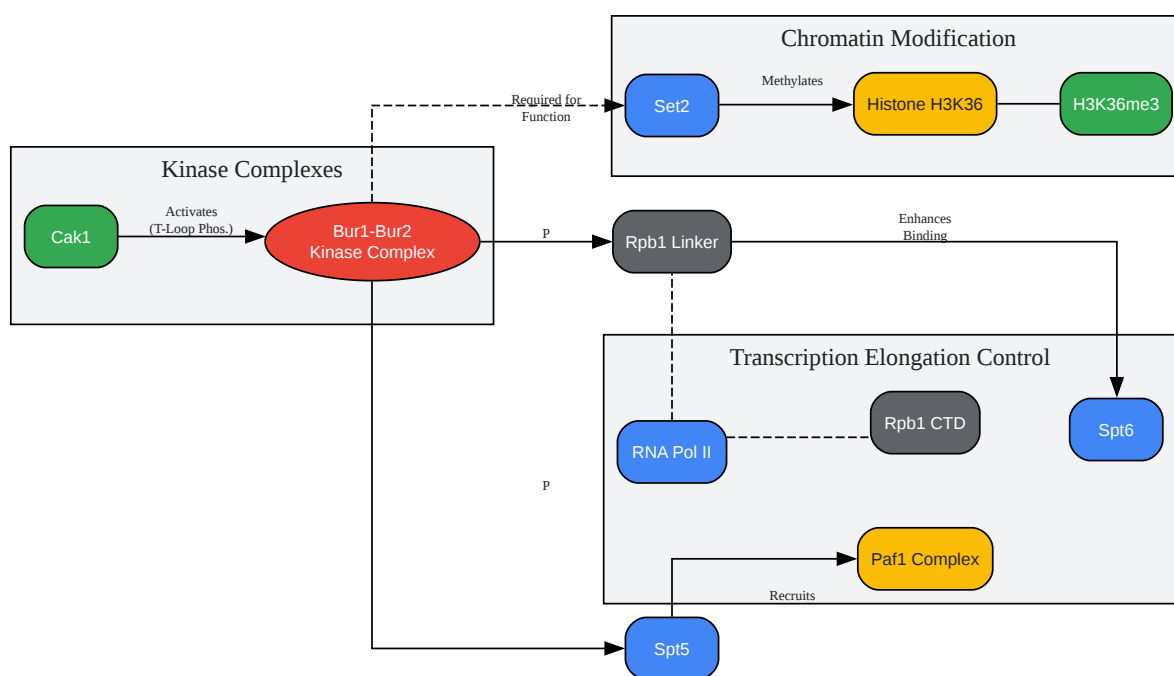 Chromatin Modification
Required for
Function
Set2
Methylates
Histone H3K36
H3K36me3
Kinase Complexes
Cak1
Activates
(T-Loop Phos.)
Bur1-Bur2
Kinase Complex
P
Rpb1 Linker
Enhances
Binding
Transcription Elongation Control
RNA Pol II
Rpb1 CTD
Spt6
P
Paf1 Complex
Recruits
Spt5